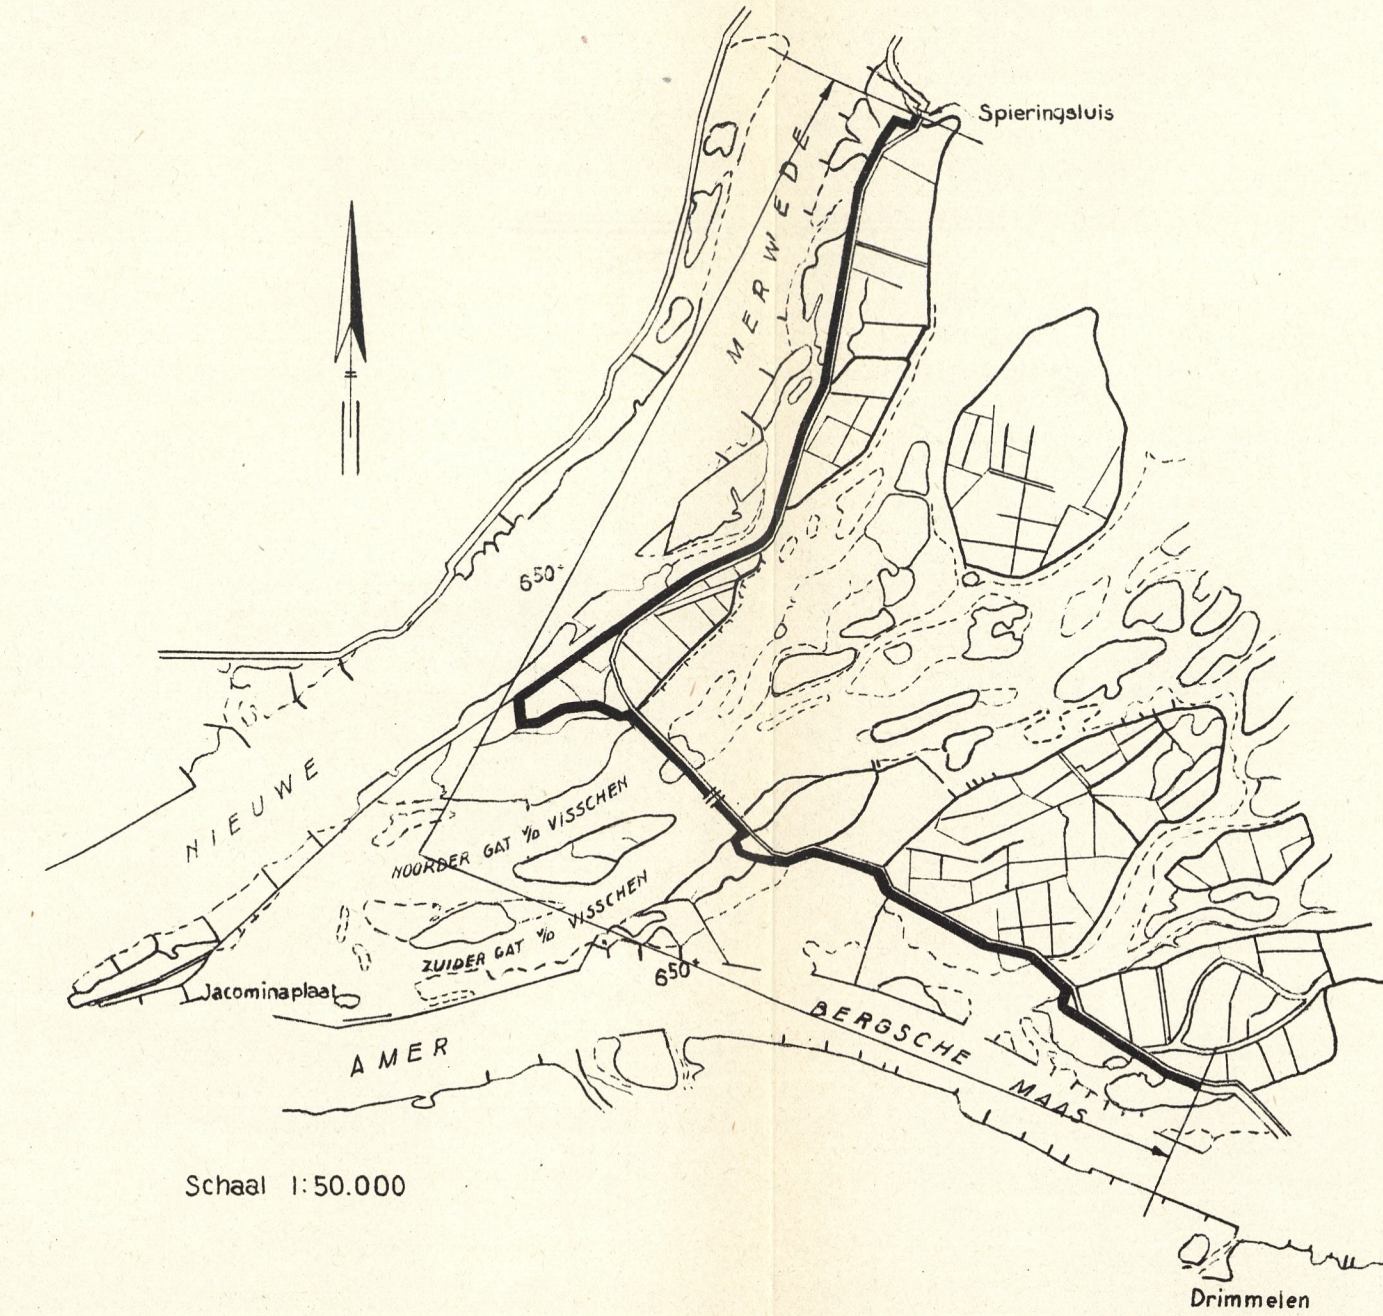 Spieringsluis
MERWEDE
650+
NIEUWE
NOORDER GAT v/d VISSCHEN
ZUIDER GAT v/d VISSCHEN
650+
Jacominaplaat
BERGSCHE MAAS
AMER
Schaal 1:50.000
Drimmelen